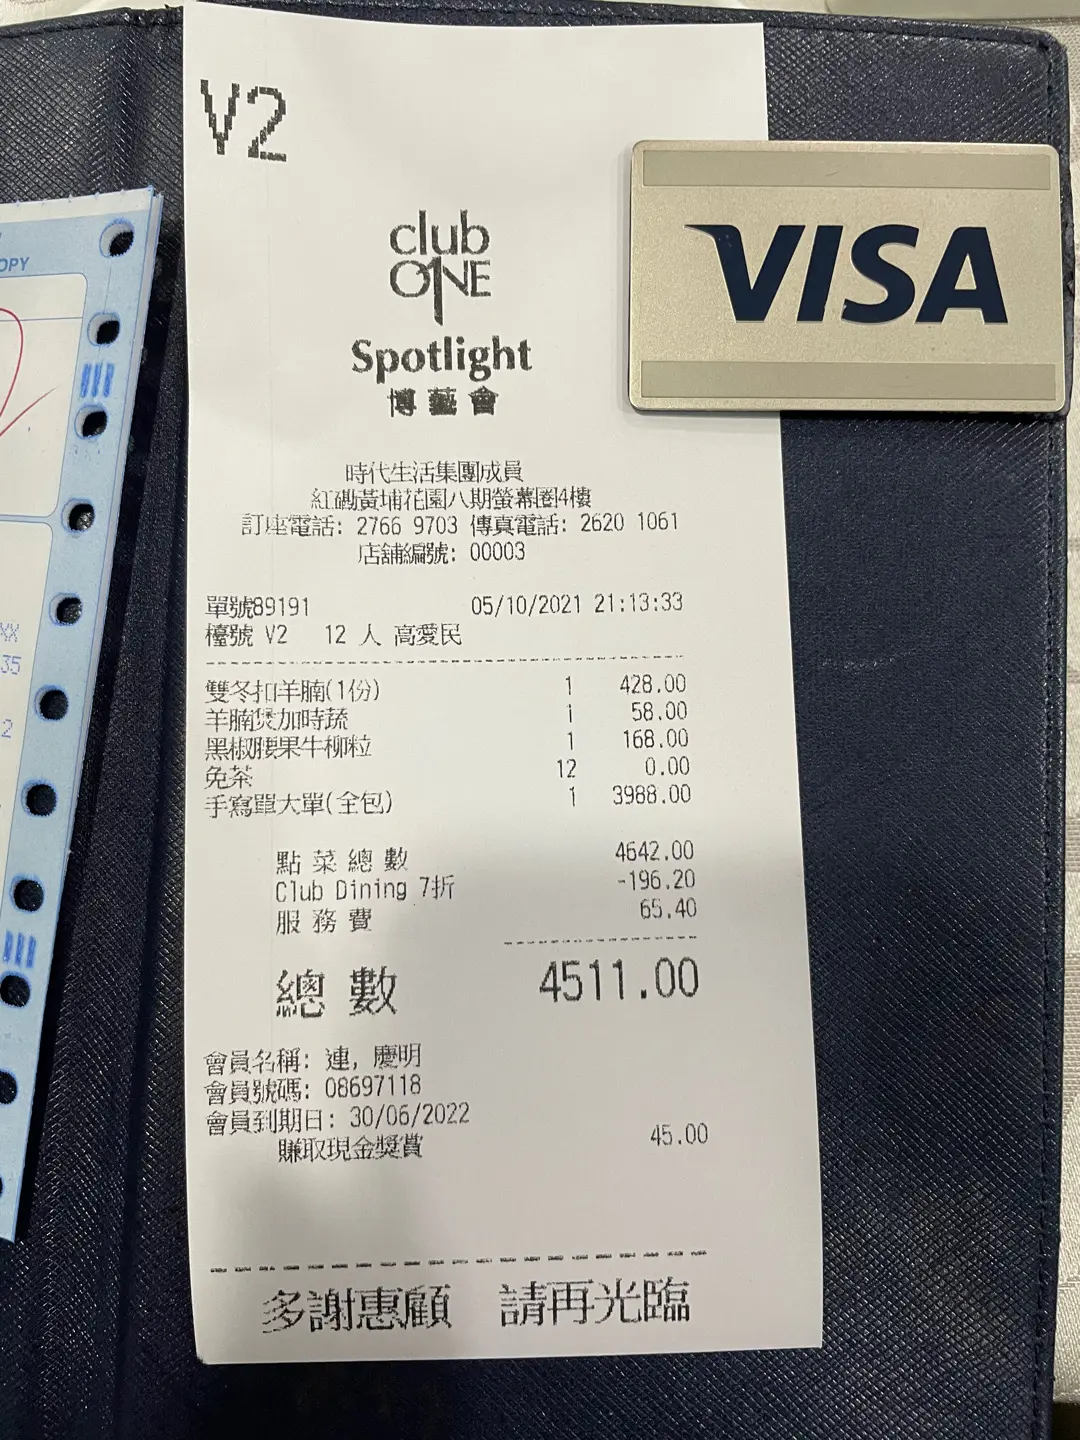 V2
club
ONE
Spotlight
博藝會
時代生活集團成員
紅磡黃埔花園八期螢幕圈4樓
訂座電話: 2766 9703 傳真電話: 2620 1061
店舖編號: 00003
單號89191 05/10/2021 21:13:33
檯號 V2 12 人 高愛民
雙冬扣羊腩(1份) 1 428.00
羊腩煲加時蔬 1 58.00
黑椒腰果牛柳粒 1 168.00
免茶 12 0.00
手寫單大單(全包) 1 3988.00
點菜總數 4642.00
Club Dining 7折 -196.20
服務費 65.40
總數 4511.00
會員名稱: 連, 慶明
會員號碼: 08697118
會員到期日: 30/06/2022
賺取現金獎賞 45.00
多謝惠顧 請再光臨
VISA
OPY
XX
35
2